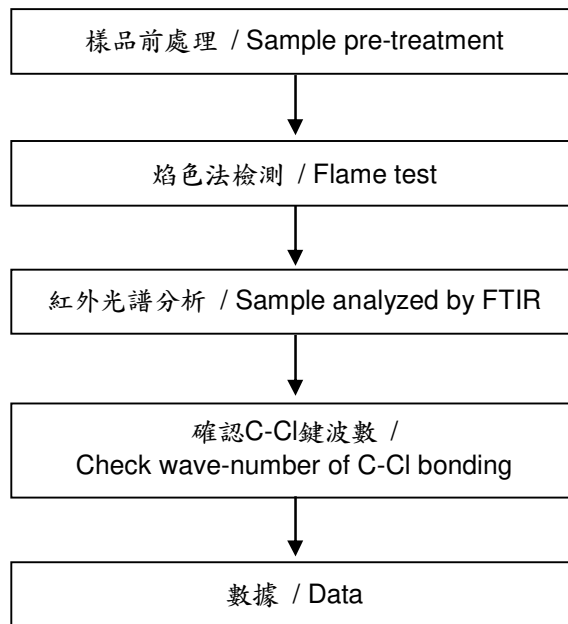 樣品前處理 / Sample pre-treatment
焰色法檢測 / Flame test
紅外光譜分析 / Sample analyzed by FTIR
確認C-Cl鍵波數 /
Check wave-number of C-Cl bonding
數據 / Data